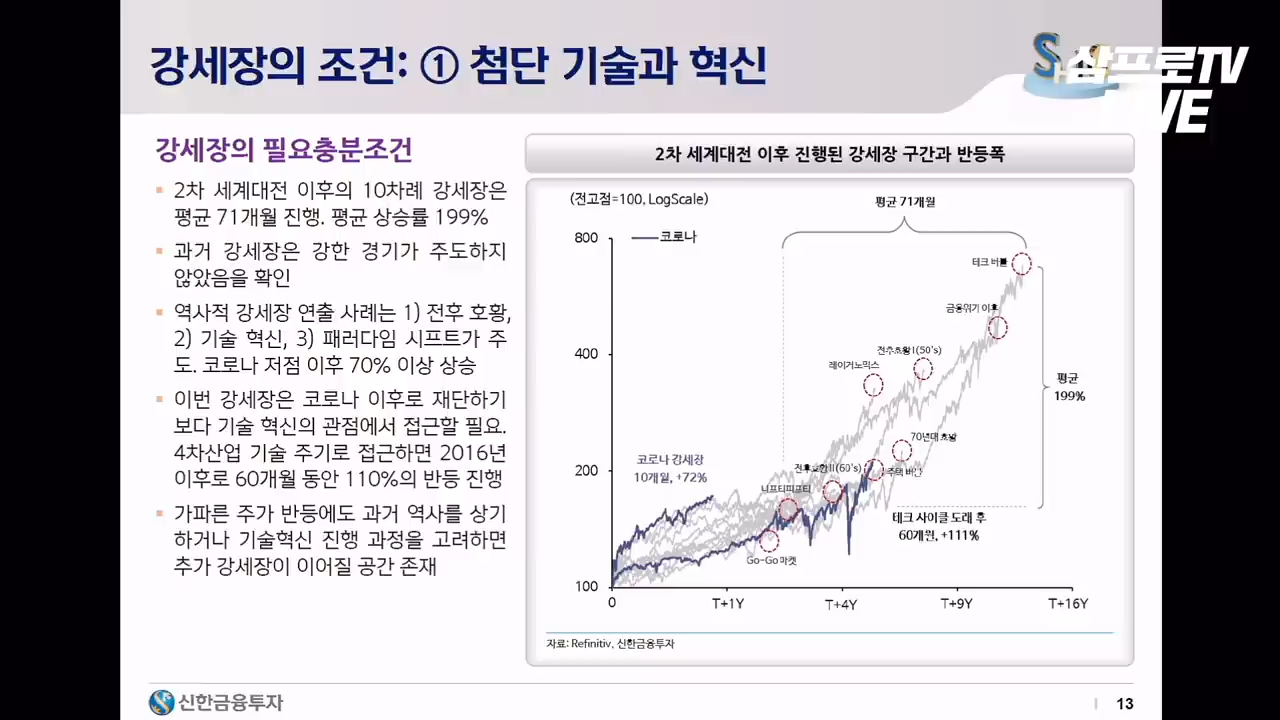 강세장의 조건: ① 첨단 기술과 혁신
삼프로TV
LIVE
강세장의 필요충분조건
2차 세계대전 이후의 10차례 강세장은
평균 71개월 진행. 평균 상승률 199%
과거 강세장은 강한 경기가 주도하지
않았음을 확인
역사적 강세장 연출 사례는 1) 전후 호황,
2) 기술 혁신, 3) 패러다임 시프트가 주
도. 코로나 저점 이후 70% 이상 상승
이번 강세장은 코로나 이후로 재단하기
보다 기술 혁신의 관점에서 접근할 필요.
4차산업 기술 주기로 접근하면 2016년
이후로 60개월 동안 110%의 반등 진행
가파른 주가 반등에도 과거 역사를 상기
하거나 기술혁신 진행 과정을 고려하면
추가 강세장이 이어질 공간 존재
2차 세계대전 이후 진행된 강세장 구간과 반등폭
(전고점=100, LogScale)
평균 71개월
800
코로나
테크 버블
금융위기 이후
400
전후호황I(50's)
레이거노믹스
평균
199%
70년대 호황
코로나 강세장
10개월, +72%
200
전후호황II(60's)
주택 버블
니프티피프티
테크 사이클 도래 후
60개월, +111%
Go-Go마켓
100
0
T+1Y
T+4Y
T+9Y
T+16Y
자료: Refinitiv, 신한금융투자
신한금융투자
13